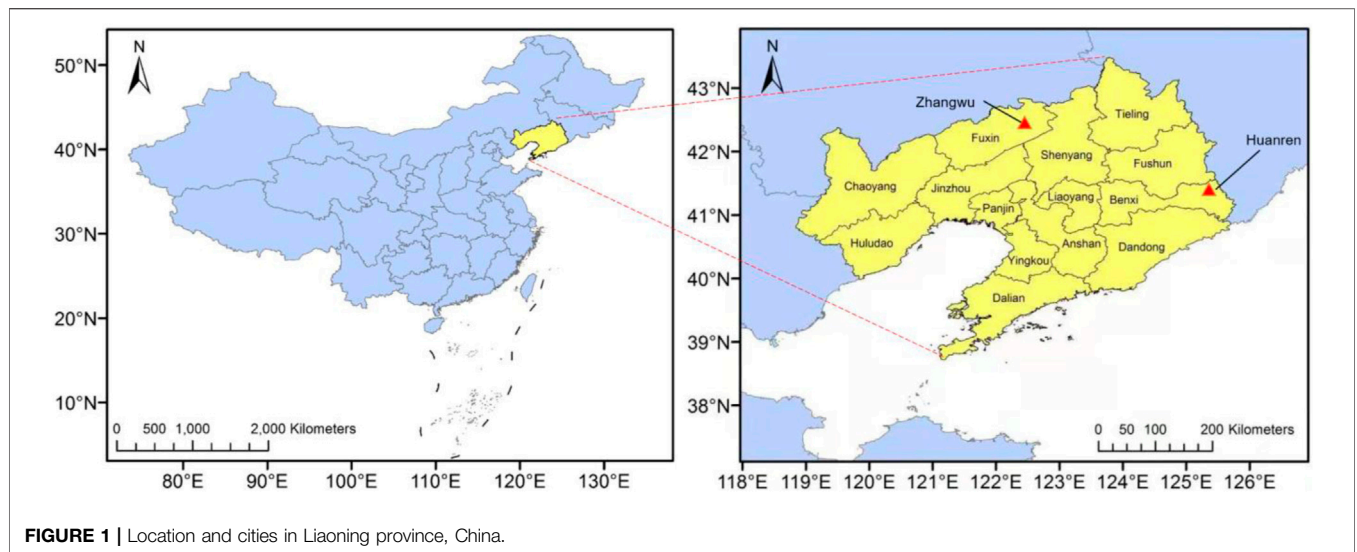 N
50°N
40°N
30°N
20°N
10°N
0 500 1,000 2,000 Kilometers
80°E 90°E 100°E 110°E 120°E 130°E
N
43°N
42°N
41°N
40°N
39°N
38°N
Zhangwu
Huanren
Tieling
Fuxin
Shenyang
Fushun
Chaoyang
Jinzhou
Liaoyang
Benxi
Panjin
Huludao
Anshan
Dandong
Yingkou
Dalian
0 50 100 200 Kilometers
118°E 119°E 120°E 121°E 122°E 123°E 124°E 125°E 126°E
FIGURE 1 | Location and cities in Liaoning province, China.